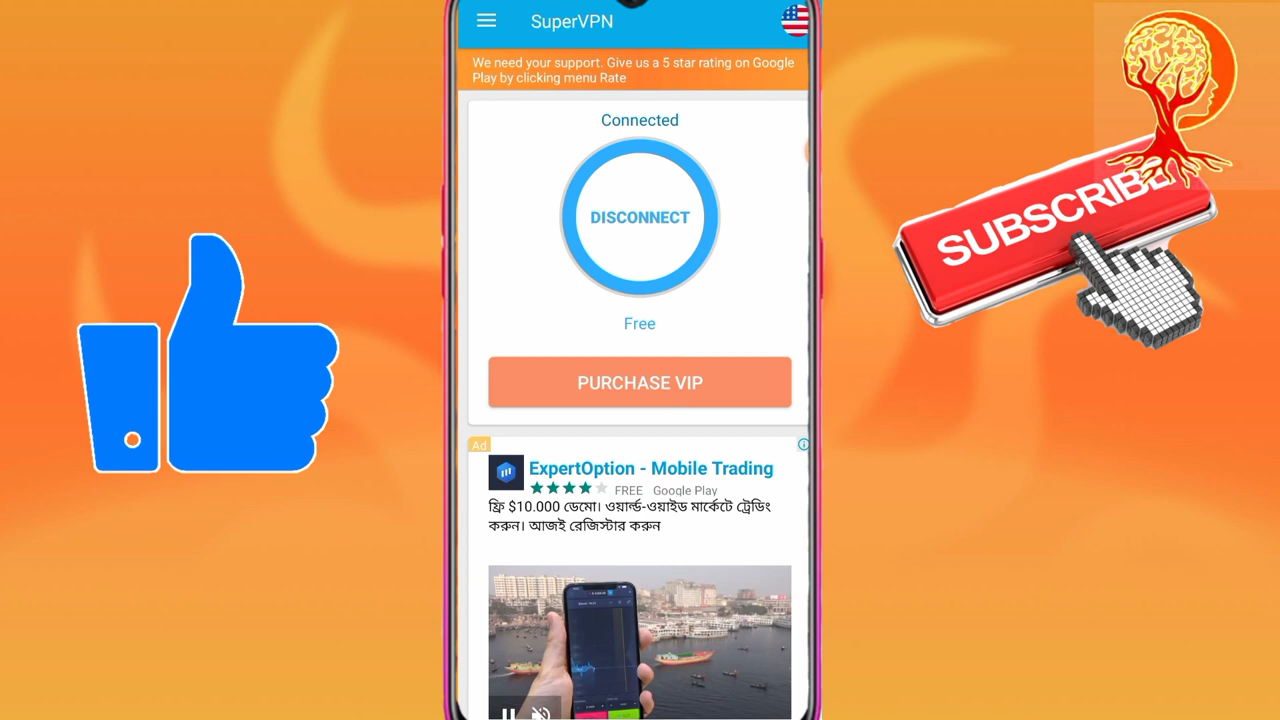 SuperVPN
We need your support. Give us a 5 star rating on Google
Play by clicking menu Rate
Connected
DISCONNECT
Free
PURCHASE VIP
Ad
ExpertOption - Mobile Trading
FREE Google Play
ফ্রি $10.000 ডেমো। ওয়ার্ল্ড-ওয়াইড মার্কেটে ট্রেডিং
করুন। আজই রেজিস্টার করুন
SUBSCRIBE